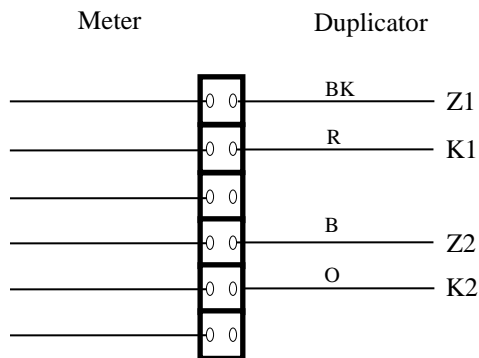 Meter Duplicator
BK Z1
R K1
B Z2
O K2